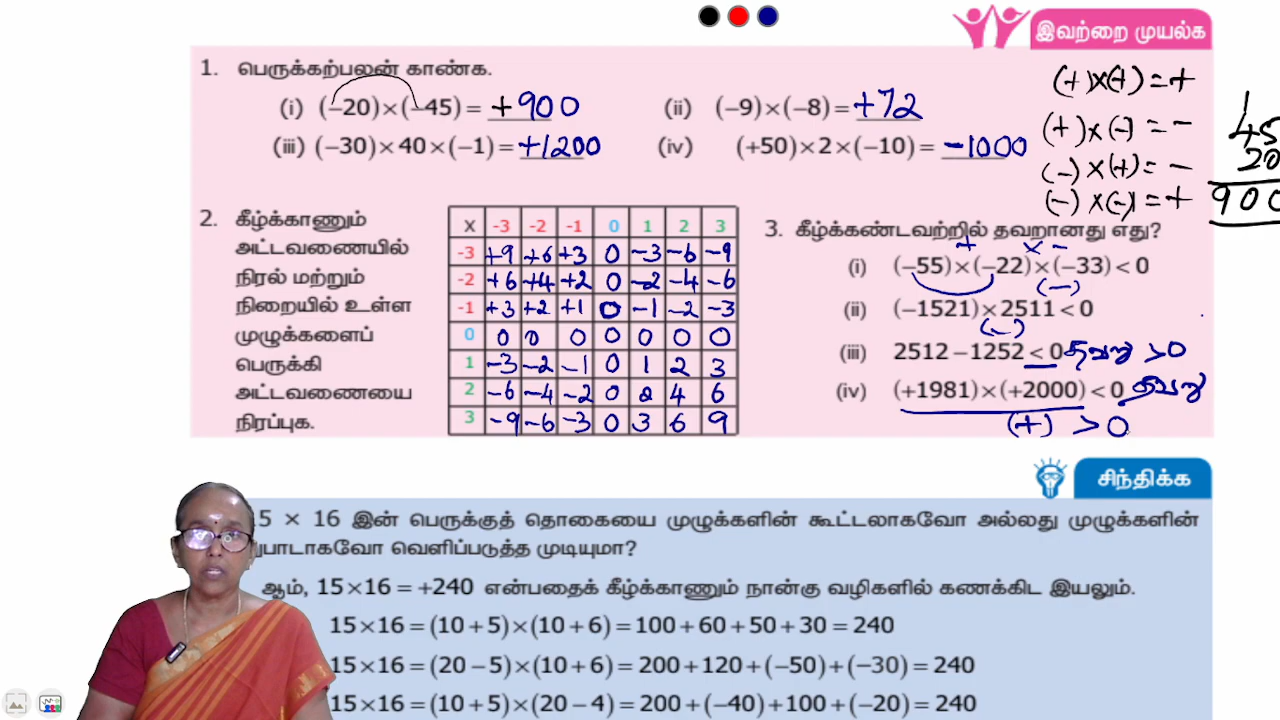 இவற்றை முயல்க
1. பெருக்கற்பலன் காண்க.
(i) (−20)×(−45)= +900 (ii) (−9)×(−8)= +72
(iii) (−30)×40×(−1)= +1200 (iv) (+50)×2×(−10)= −1000
(+)×(+) = +
(+)×(−) = −
(−)×(+) = −
(−)×(−) = +
45
20
900
2. கீழ்க்காணும்
அட்டவணையில்
நிரல் மற்றும்
நிறையில் உள்ள
முழுக்களைப்
பெருக்கி
அட்டவணையை
நிரப்புக.
X -3 -2 -1 0 1 2 3
-3 +9 +6 +3 0 −3 −6 −9
-2 +6 +4 +2 0 −2 −4 −6
-1 +3 +2 +1 0 −1 −2 −3
0 0 0 0 0 0 0 0
1 −3 −2 −1 0 1 2 3
2 −6 −4 −2 0 2 4 6
3 −9 −6 −3 0 3 6 9
3. கீழ்க்கண்டவற்றில் தவறானது எது?
+ × −
(i) (−55)×(−22)×(−33)<0
(−)
(ii) (−1521)×2511<0
(−)
(iii) 2512−1252<0 தவறு >0
(iv) (+1981)×(+2000)<0 தவறு
(+) >0
சிந்திக்க
5 × 16 இன் பெருக்குத் தொகையை முழுக்களின் கூட்டலாகவோ அல்லது முழுக்களின்
பாடாகவோ வெளிப்படுத்த முடியுமா?
ஆம், 15×16=+240 என்பதைக் கீழ்க்காணும் நான்கு வழிகளில் கணக்கிட இயலும்.
15×16=(10+5)×(10+6)=100+60+50+30=240
15×16=(20−5)×(10+6)=200+120+(−50)+(−30)=240
15×16=(10+5)×(20−4)=200+(−40)+100+(−20)=240